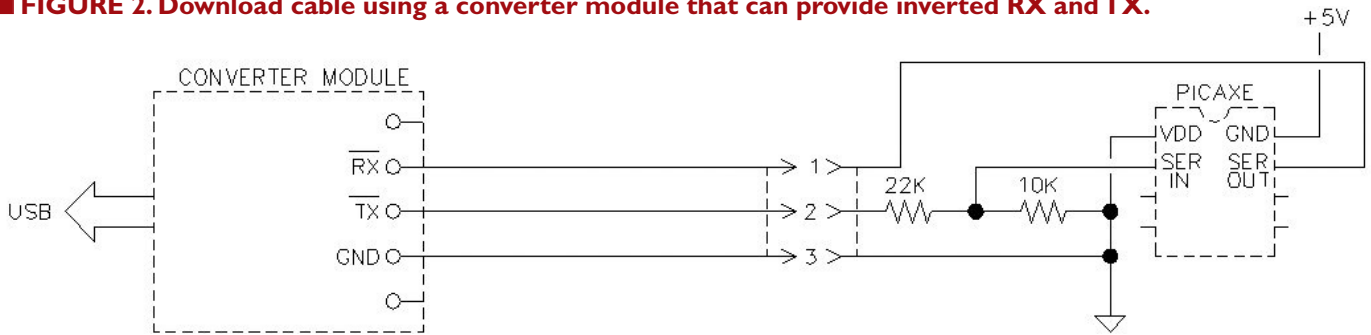 FIGURE 2. Download cable using a converter module that can provide inverted RX and TX.
+5V
CONVERTER MODULE
PICAXE
VDD GND
RX
1
SER IN
SER OUT
22K
10K
USB
TX
2
GND
3